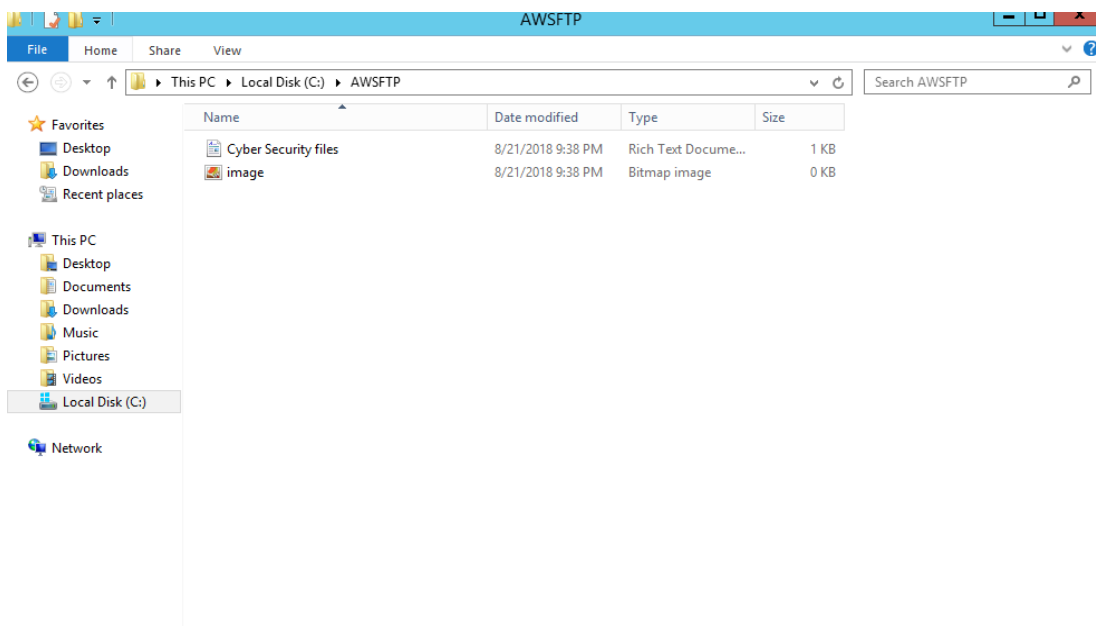 AWSFTP
File Home Share View
This PC Local Disk (C:) AWSFTP Search AWSFTP
Favorites
Desktop
Downloads
Recent places
This PC
Desktop
Documents
Downloads
Music
Pictures
Videos
Local Disk (C:)
Network
Name Date modified Type Size
Cyber Security files 8/21/2018 9:38 PM Rich Text Docume... 1 KB
image 8/21/2018 9:38 PM Bitmap image 0 KB